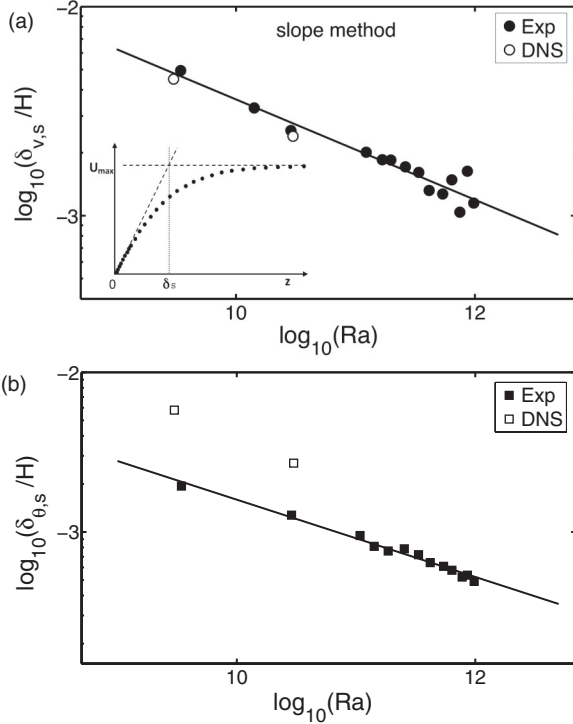 (a)
slope method
Exp
DNS
−2
−3
log₁₀(δᵥ,ₛ/H)
Uₘₐₓ
0
δs
z
10
12
log₁₀(Ra)
(b)
Exp
DNS
−2
−3
log₁₀(δ_θ,s/H)
10
12
log₁₀(Ra)